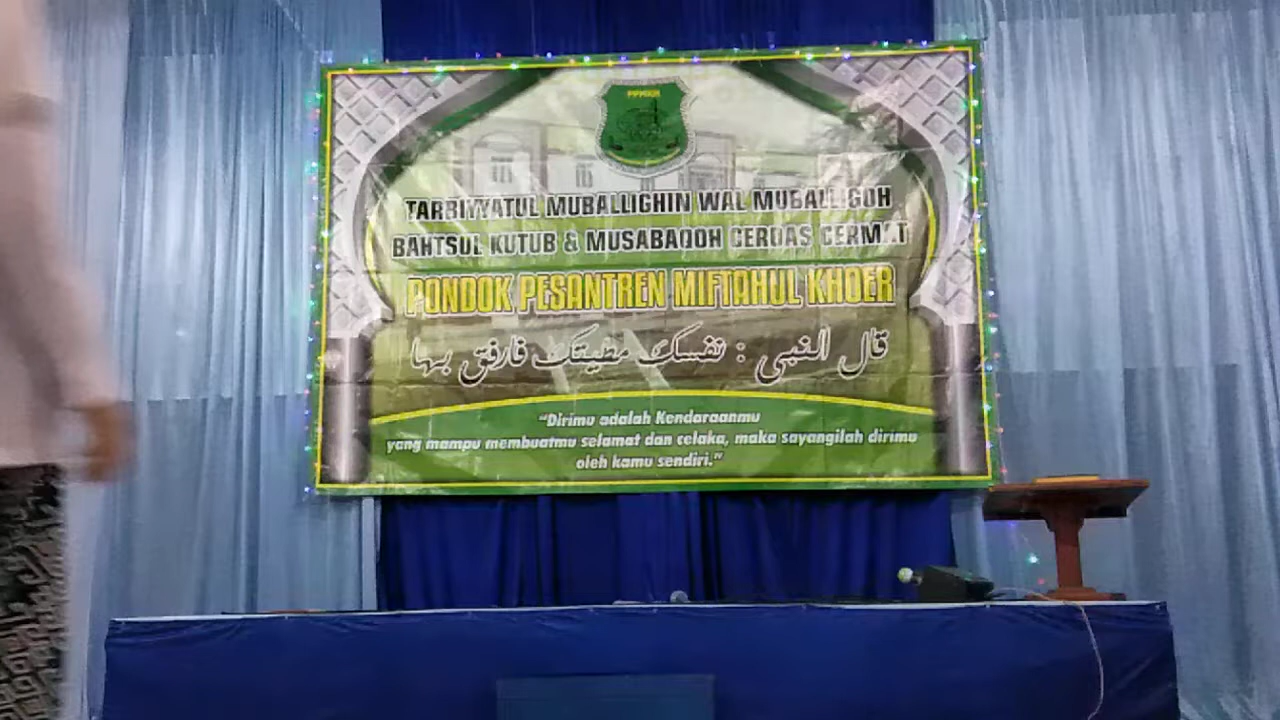 PPMKH
TARBIYYATUL MUBALLIGHIN WAL MUBALLIGOH
BAHTSUL KUTUB & MUSABAQOH CERDAS CERMAT
PONDOK PESANTREN MIFTAHUL KHOER
قال النبي : نفسك مطيتك فارفق بها
"Dirimu adalah Kendaraanmu
yang mampu membuatmu selamat dan celaka, maka sayangilah dirimu
oleh kamu sendiri."